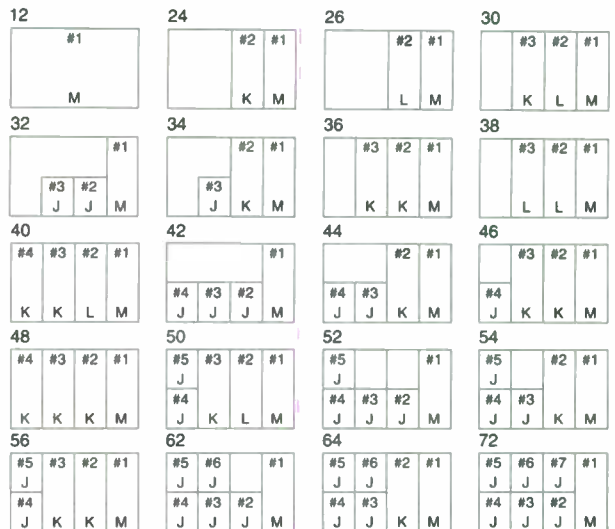 12 24 26 30
#1 #2 #1 #2 #1 #3 #2 #1
M K M L M K L M
32 34 36 38
#1 #2 #1 #3 #2 #1 #3 #2 #1
#3 #2 #3
J J M J K M K K M L L M
40 42 44 46
#4 #3 #2 #1 #1 #2 #1 #3 #2 #1
#4 #3 #2 #4 #3 #4
K K L M J J J M J J K M J K K M
48 50 52 54
#4 #3 #2 #1 #5 #3 #2 #1 #5 #1 #5 #2 #1
J J J
#4 #4 #3 #2 #4 #3
K K K M J K L M J J J M J J K M
56 62 64 72
#5 #3 #2 #1 #5 #6 #1 #5 #6 #2 #1 #5 #6 #7 #1
J J J J J J J J
#4 #4 #3 #2 #4 #3 #4 #3 #2
J K K M J J J M J J K M J J J M